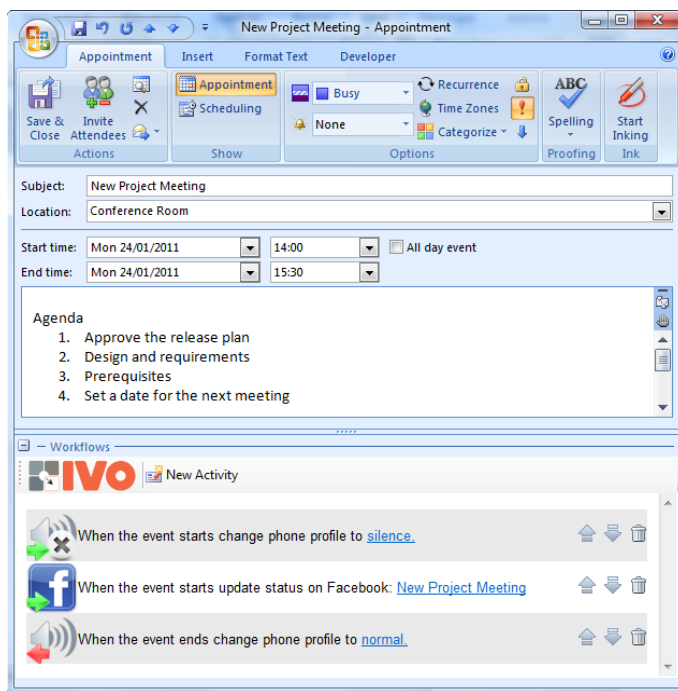 New Project Meeting - Appointment
Appointment Insert Format Text Developer
Save & Close
Invite Attendees
Actions
Appointment
Scheduling
Show
Busy
None
Recurrence
Time Zones
Categorize
Options
ABC
Spelling
Proofing
Start Inking
Ink
Subject: New Project Meeting
Location: Conference Room
Start time: Mon 24/01/2011 14:00 All day event
End time: Mon 24/01/2011 15:30
Agenda
1. Approve the release plan
2. Design and requirements
3. Prerequisites
4. Set a date for the next meeting
Workflows
IVO New Activity
When the event starts change phone profile to silence.
f When the event starts update status on Facebook: New Project Meeting
When the event ends change phone profile to normal.